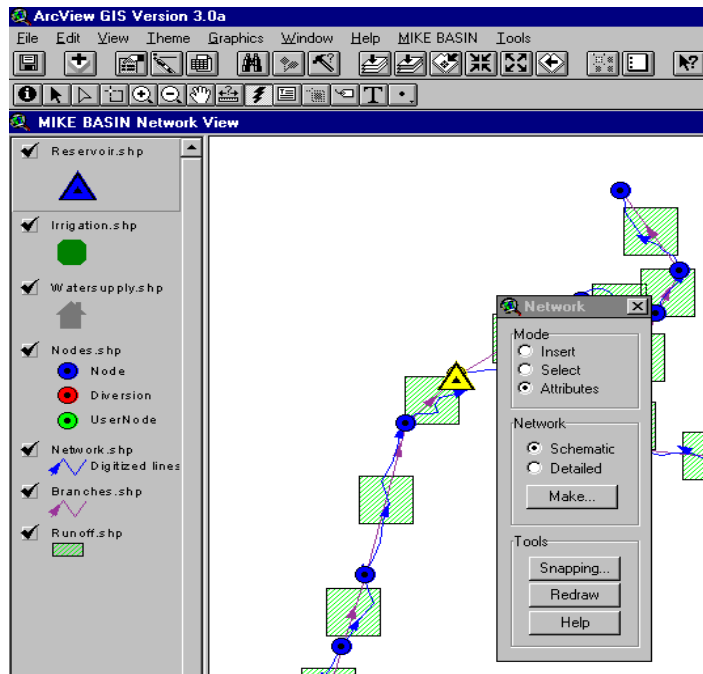 ArcView GIS Version 3.0a
File Edit View Theme Graphics Window Help MIKE BASIN Tools
T
MIKE BASIN Network View
Reservoir.shp
Irrigation.shp
Watersupply.shp
Nodes.shp
Node
Diversion
UserNode
Network.shp
Digitized lines
Branches.shp
Runoff.shp
Network
Mode
Insert
Select
Attributes
Network
Schematic
Detailed
Make...
Tools
Snapping...
Redraw
Help